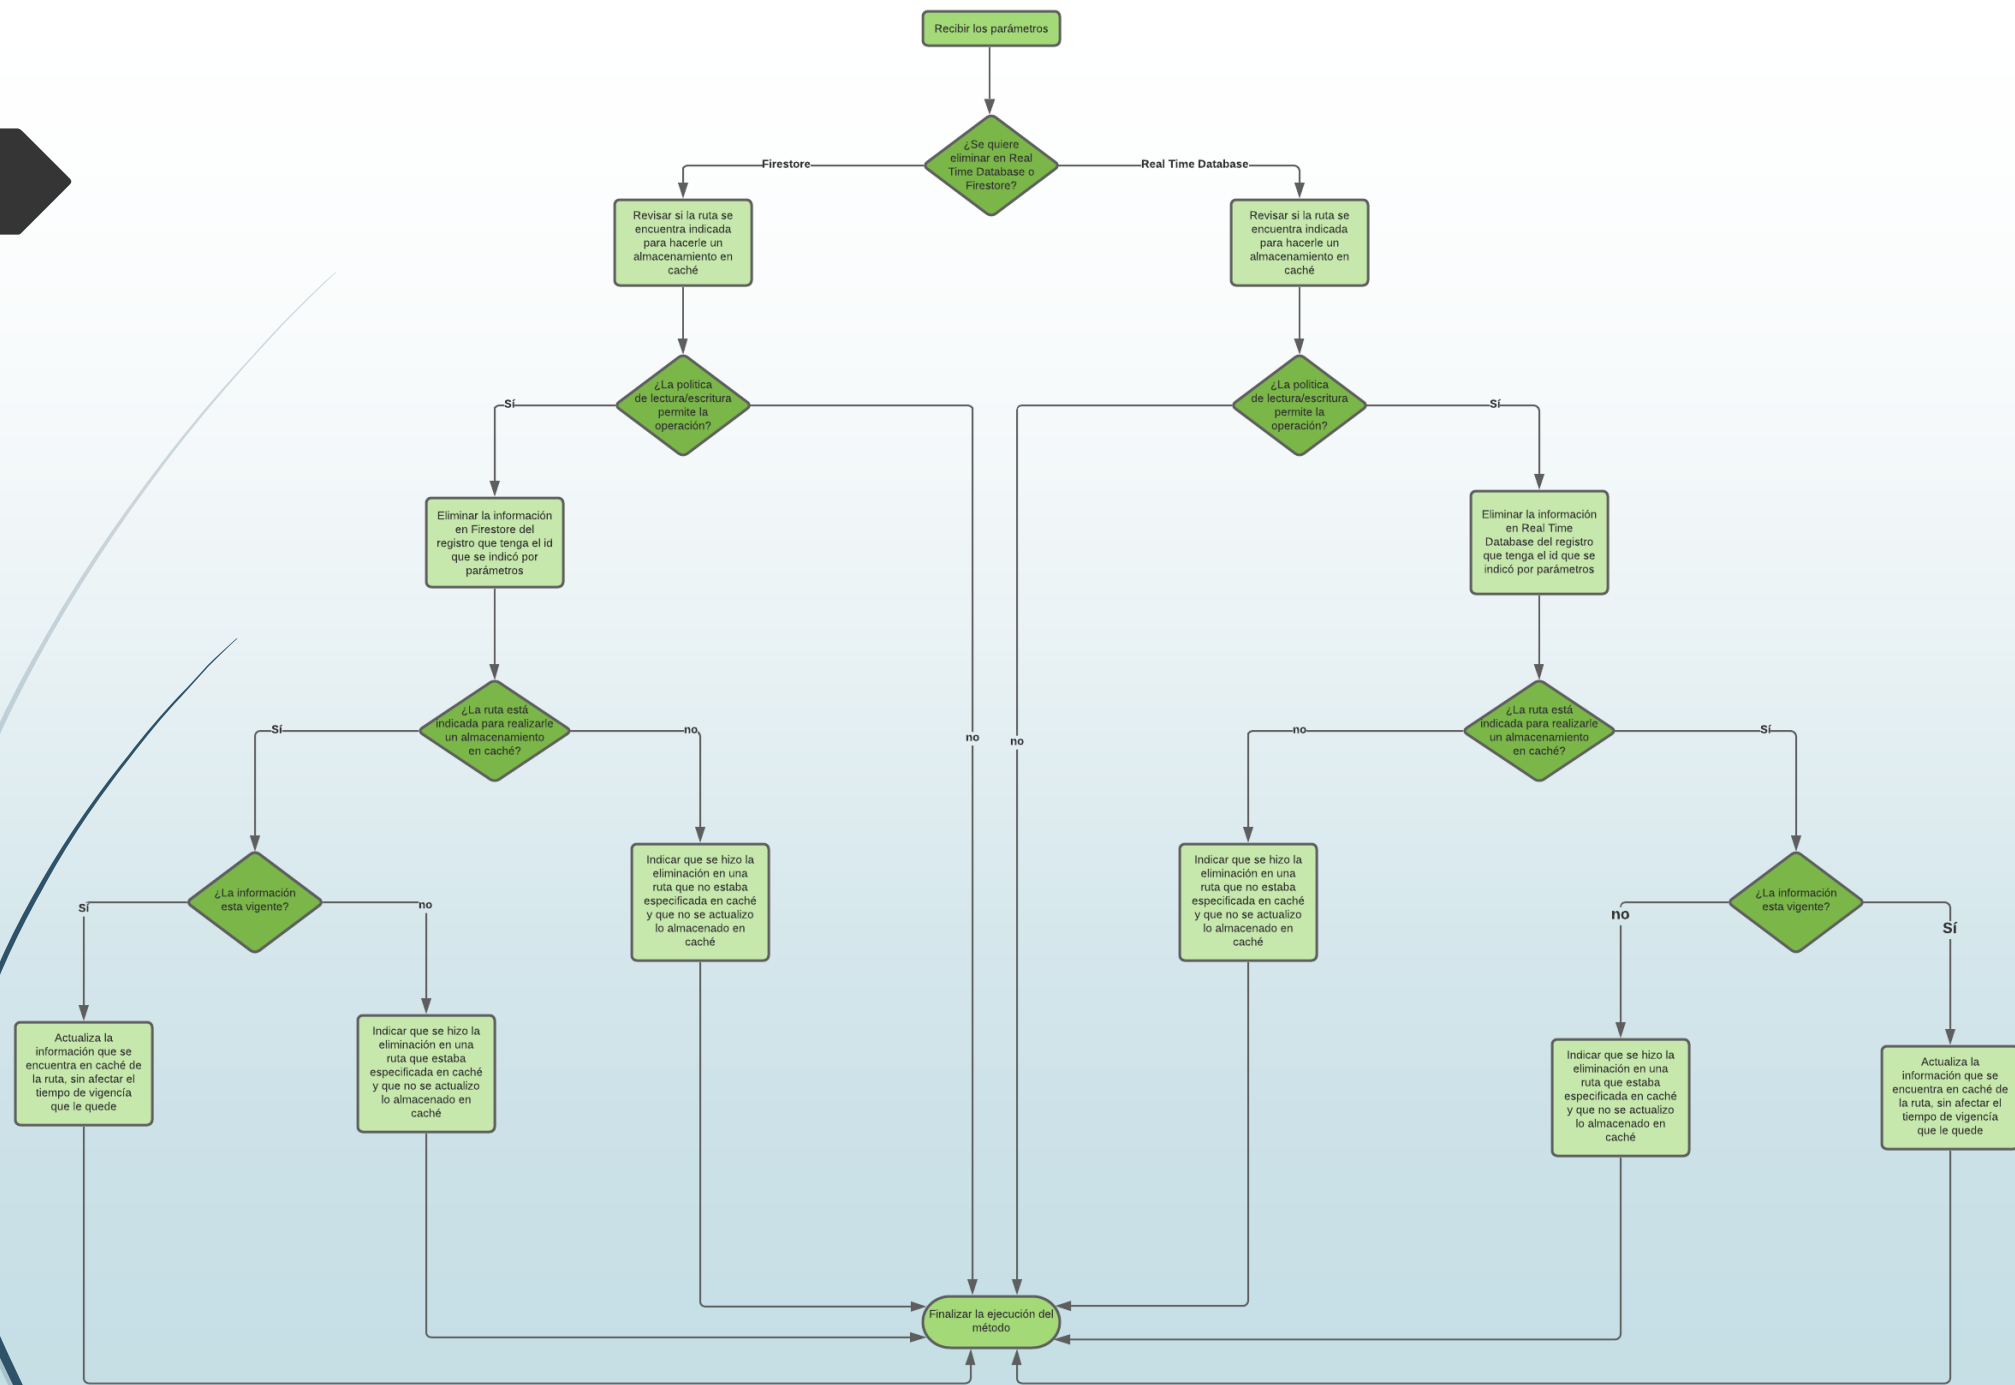 Recibir los parámetros
¿Se quiere
eliminar en Real
Time Database o
Firestore?
Firestore
Real Time Database
Revisar si la ruta se
encuentra indicada
para hacerle un
almacenamiento en
caché
Revisar si la ruta se
encuentra indicada
para hacerle un
almacenamiento en
caché
¿La politica
de lectura/escritura
permite la
operación?
Sí
¿La politica
de lectura/escritura
permite la
operación?
Sí
Eliminar la información
en Firestore del
registro que tenga el id
que se indicó por
parámetros
Eliminar la información
en Real Time
Database del registro
que tenga el id que se
indicó por parámetros
¿La ruta está
indicada para realizarle
un almacenamiento
en caché?
Sí
no
no
no
¿La ruta está
indicada para realizarle
un almacenamiento
en caché?
no
Sí
¿La información
esta vigente?
Sí
no
Indicar que se hizo la
eliminación en una
ruta que no estaba
especificada en caché
y que no se actualizo
lo almacenado en
caché
Indicar que se hizo la
eliminación en una
ruta que no estaba
especificada en caché
y que no se actualizo
lo almacenado en
caché
¿La información
esta vigente?
no
Sí
Actualiza la
información que se
encuentra en caché de
la ruta, sin afectar el
tiempo de vigencía
que le quede
Indicar que se hizo la
eliminación en una
ruta que estaba
especificada en caché
y que no se actualizo
lo almacenado en
caché
Indicar que se hizo la
eliminación en una
ruta que estaba
especificada en caché
y que no se actualizo
lo almacenado en
caché
Actualiza la
información que se
encuentra en caché de
la ruta, sin afectar el
tiempo de vigencía
que le quede
Finalizar la ejecución del
método